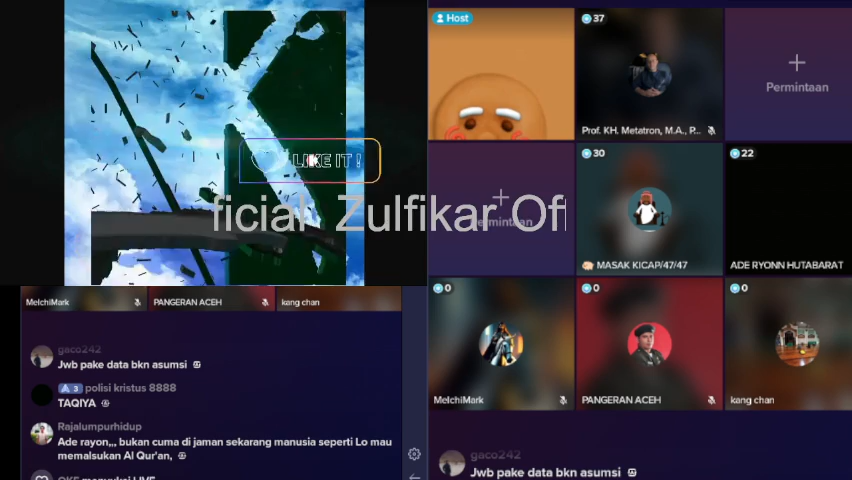 LIKE IT !
ficial Zulfikar Of
MelchiMark
PANGERAN ACEH
kang chan
gaco242
Jwb pake data bkn asumsi
3 polisi kristus 8888
TAQIYA
Rajalumpurhidup
Ade rayon,,, bukan cuma di jaman sekarang manusia seperti Lo mau
memalsukan Al Qur'an,
Host
37
Prof. KH. Metatron, M.A., P...
Permintaan
30
MASAK KICAP/47/47
22
ADE RYONN HUTABARAT
0
MelchiMark
0
PANGERAN ACEH
0
kang chan
gaco242
Jwb pake data bkn asumsi